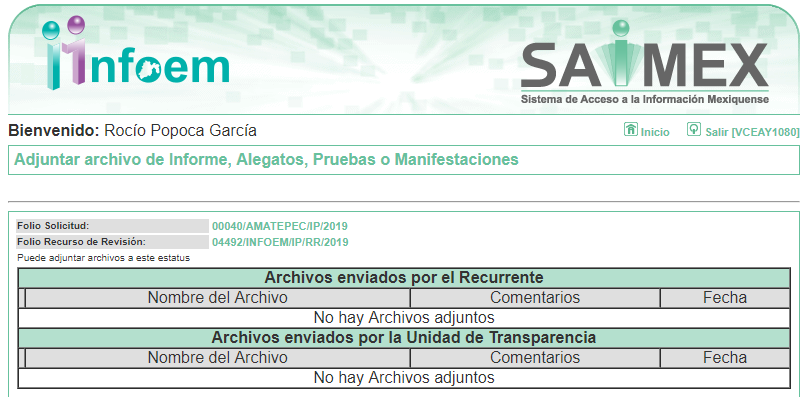 infoem
SAIMEX
Sistema de Acceso a la Información Mexiquense
Bienvenido: Rocío Popoca García
Inicio Salir [VCEAY1080]
Adjuntar archivo de Informe, Alegatos, Pruebas o Manifestaciones
Folio Solicitud: 00040/AMATEPEC/IP/2019
Folio Recurso de Revisión: 04492/INFOEM/IP/RR/2019
Puede adjuntar archivos a este estatus
Archivos enviados por el Recurrente
Nombre del Archivo Comentarios Fecha
No hay Archivos adjuntos
Archivos enviados por la Unidad de Transparencia
Nombre del Archivo Comentarios Fecha
No hay Archivos adjuntos